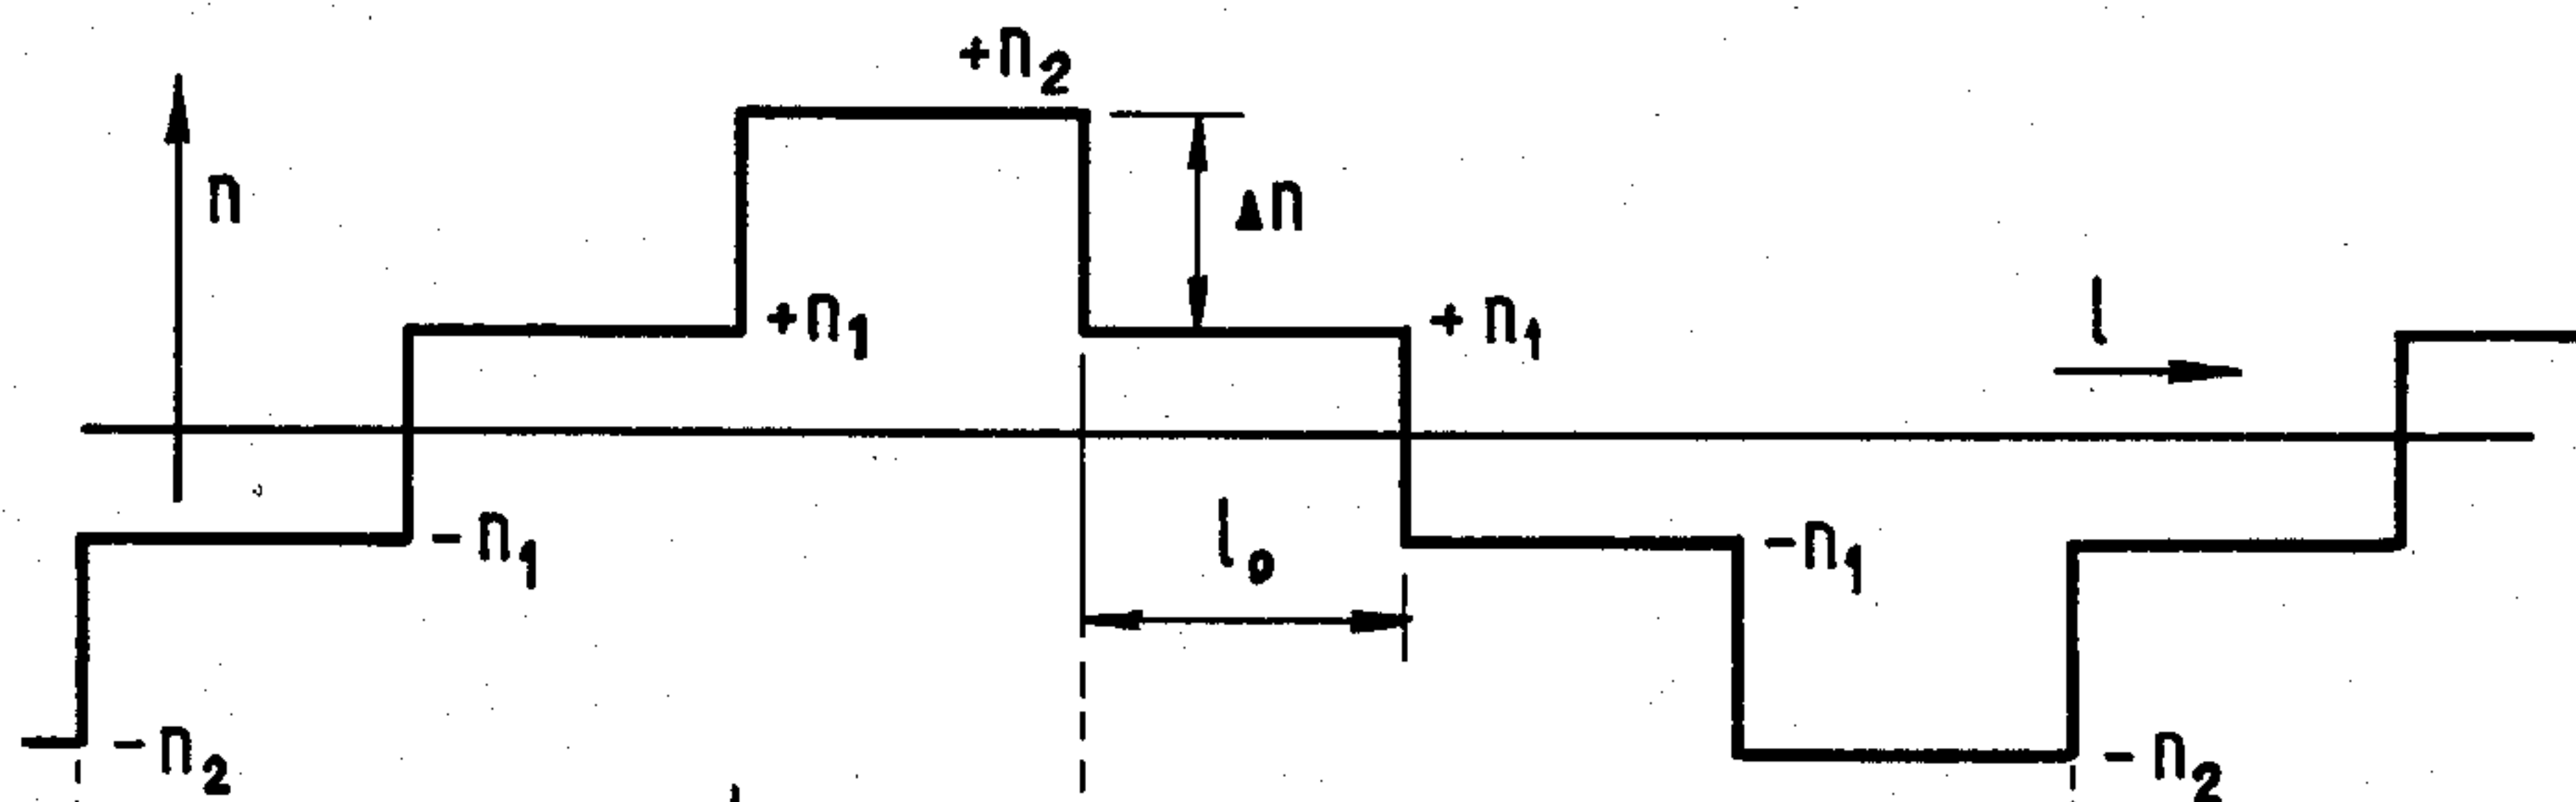 +n₂
n
Δn
+n₁
+n₁
l
-n₁
l₀
-n₁
-n₂
-n₂